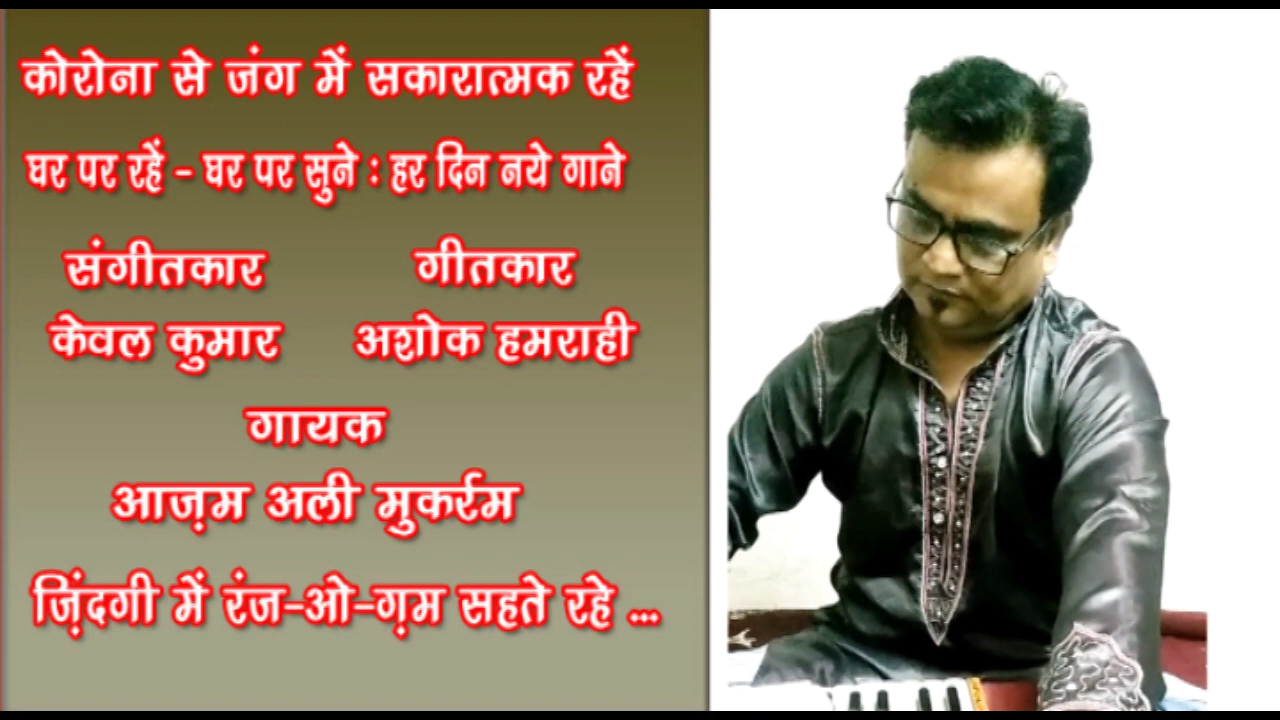 कोरोना से जंग में सकारात्मक रहें
घर पर रहें - घर पर सुने : हर दिन नये गाने
संगीतकार गीतकार
केवल कुमार अशोक हमराही
गायक
आज़म अली मुकर्रम
ज़िंदगी में रंज-ओ-ग़म सहते रहे ...